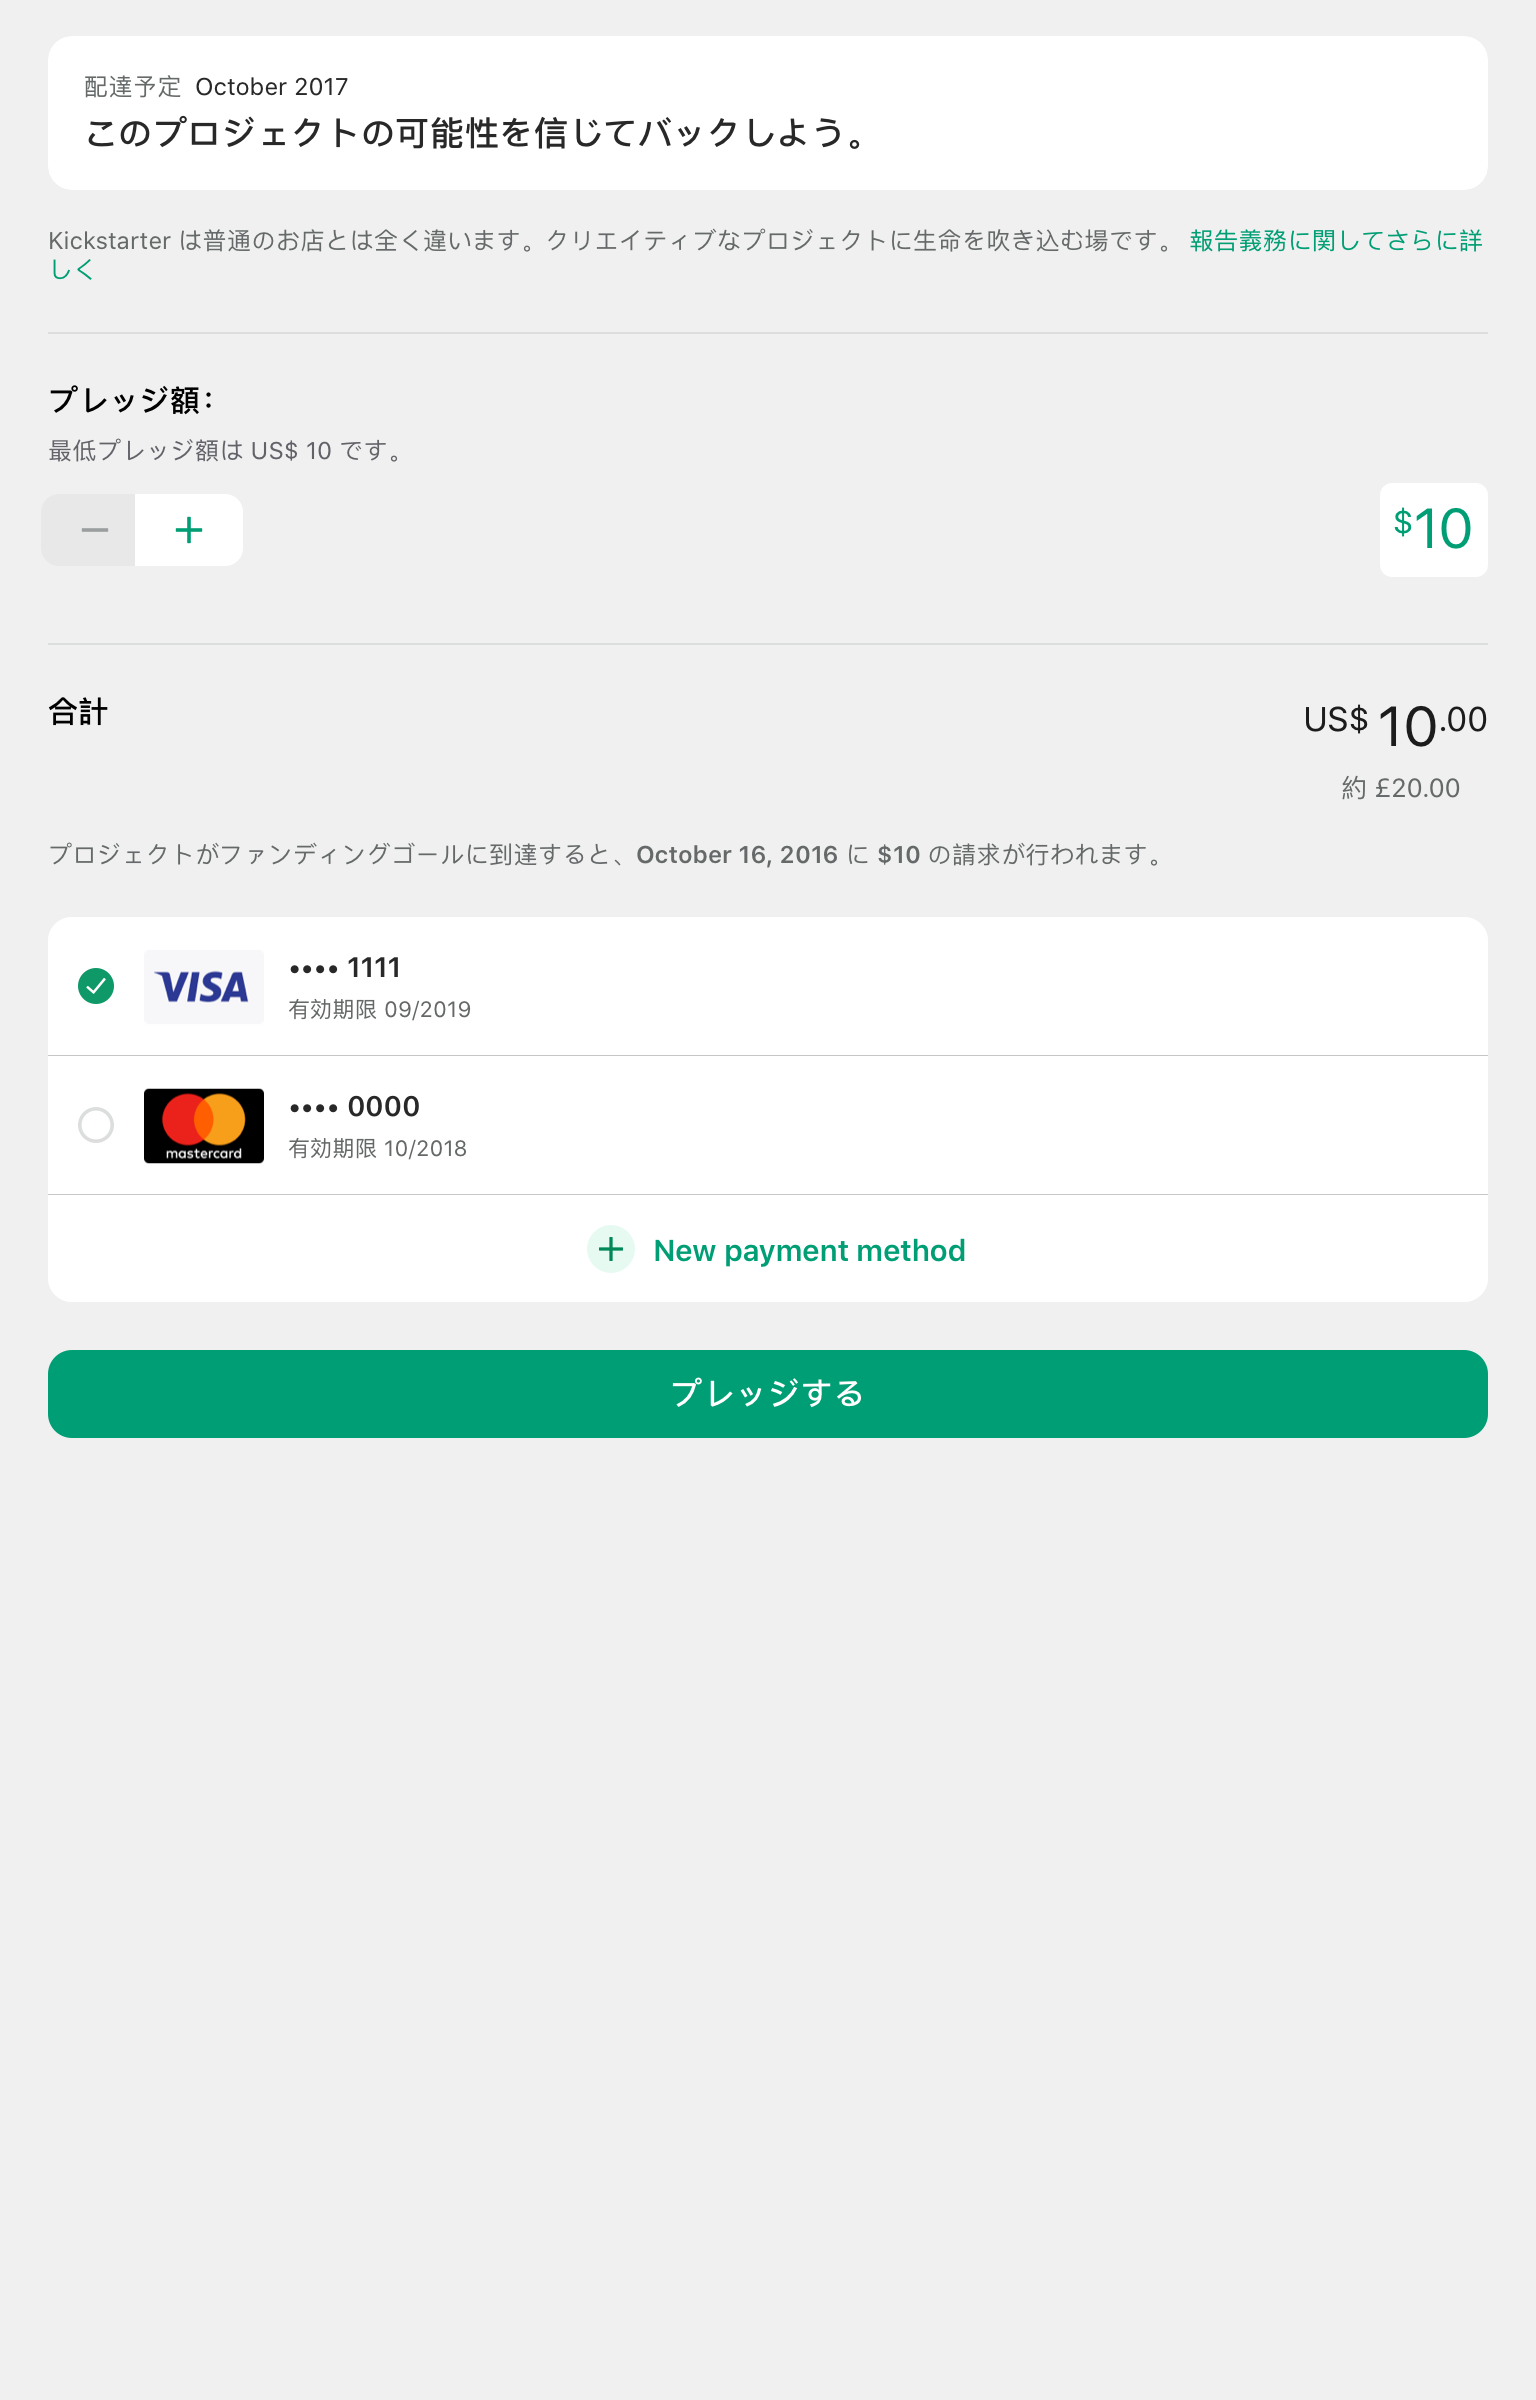 配達予定 October 2017
このプロジェクトの可能性を信じてバックしよう。
Kickstarter は普通のお店とは全く違います。クリエイティブなプロジェクトに生命を吹き込む場です。 報告義務に関してさらに詳
しく
プレッジ額：
最低プレッジ額は US$ 10 です。
$10
合計
US$ 10.00
約 £20.00
プロジェクトがファンディングゴールに到達すると、October 16, 2016 に $10 の請求が行われます。
VISA
•••• 1111
有効期限 09/2019
mastercard
•••• 0000
有効期限 10/2018
New payment method
プレッジする